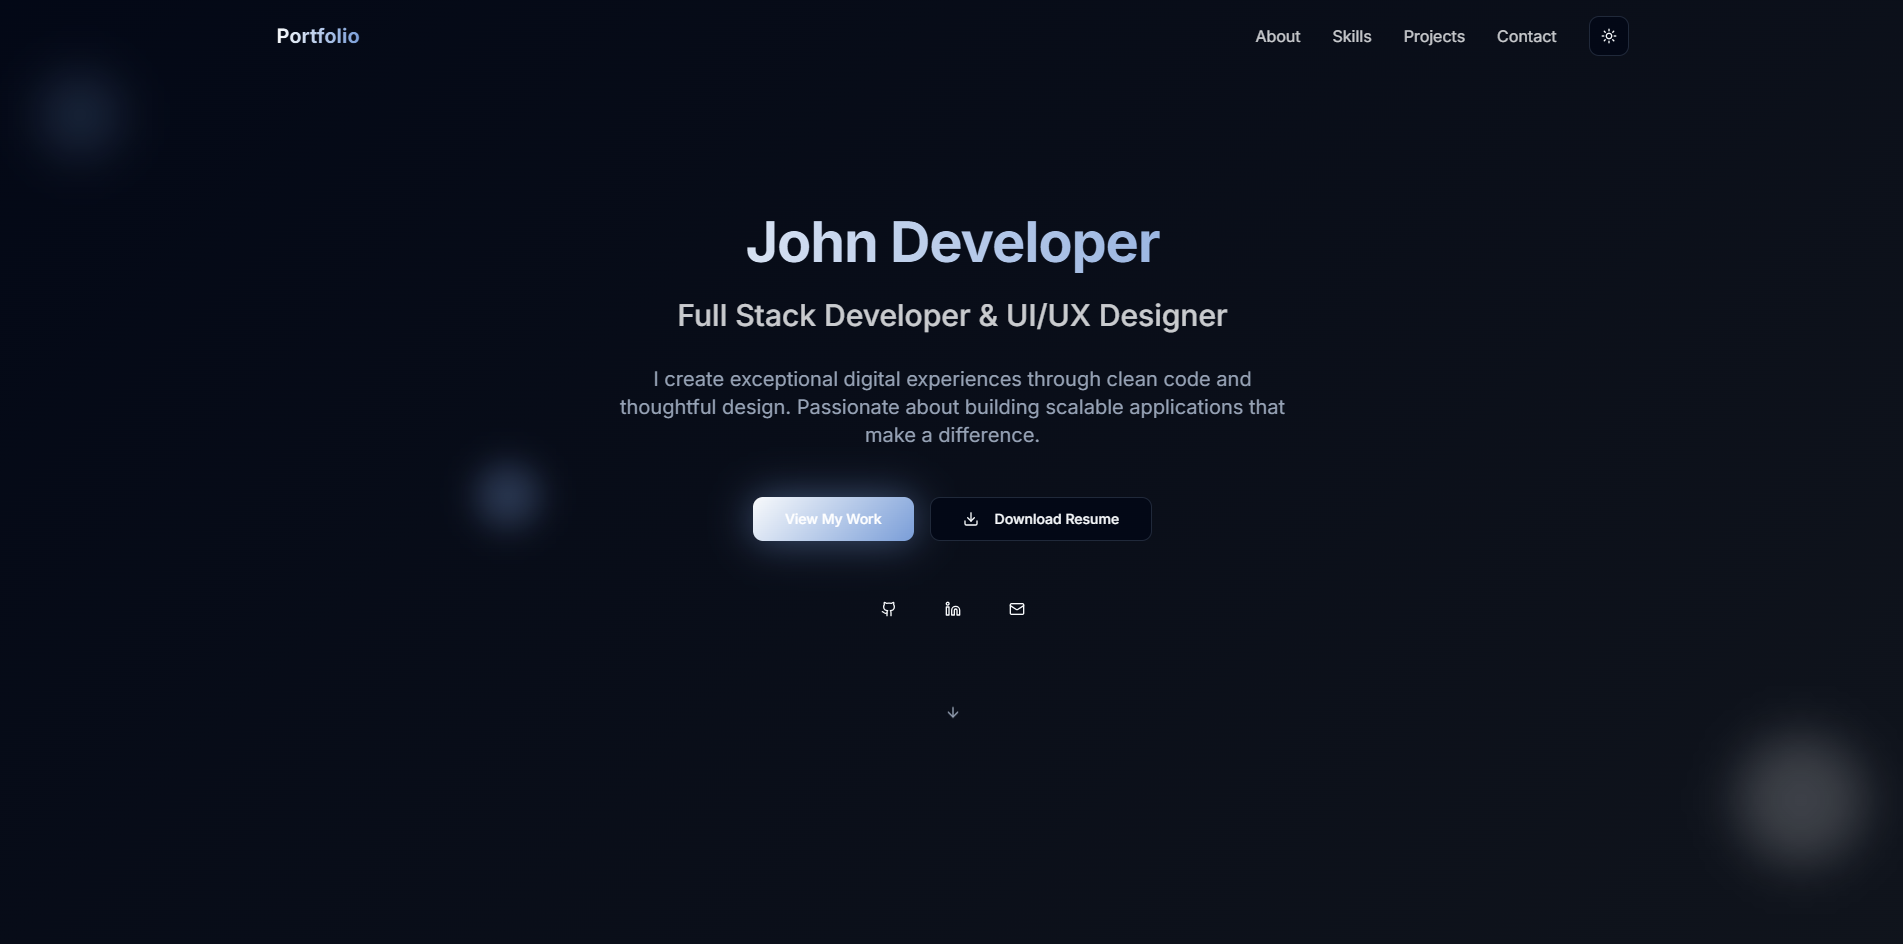 Portfolio
About
Skills
Projects
Contact
John Developer
Full Stack Developer & UI/UX Designer
I create exceptional digital experiences through clean code and
thoughtful design. Passionate about building scalable applications that
make a difference.
View My Work
Download Resume